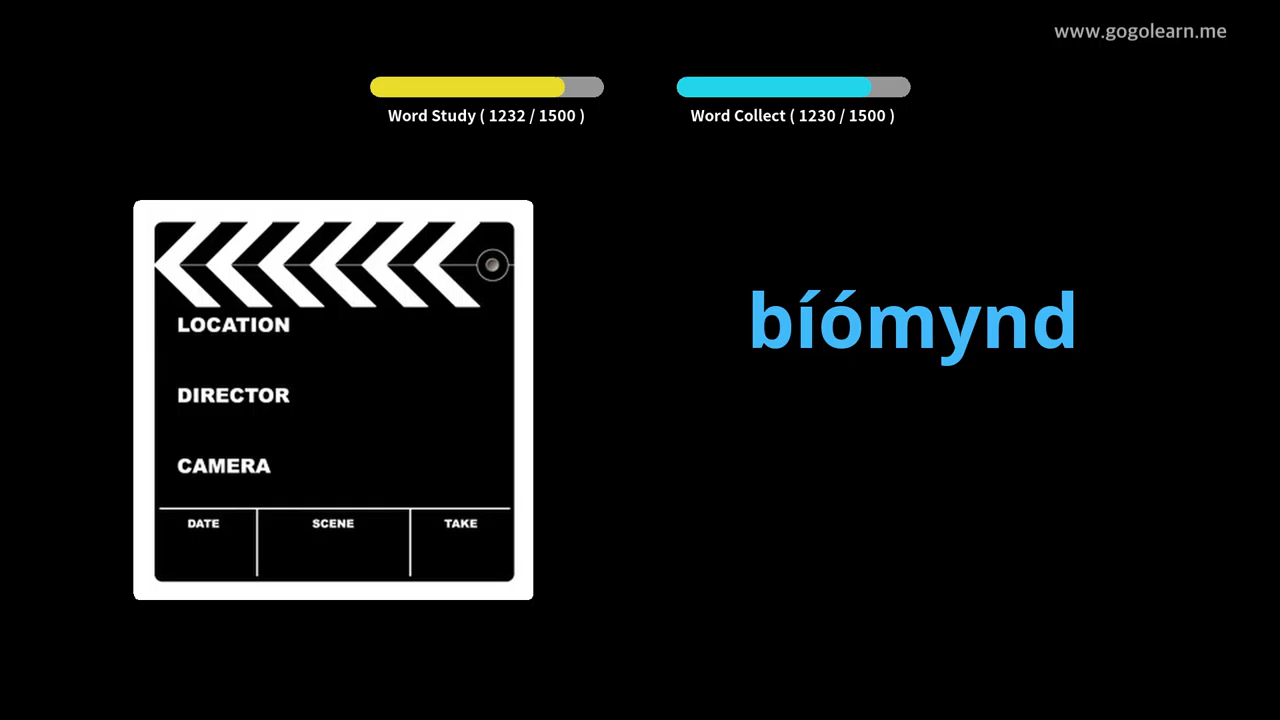 www.gogolearn.me
Word Study ( 1232 / 1500 )
Word Collect ( 1230 / 1500 )
LOCATION
DIRECTOR
CAMERA
DATE
SCENE
TAKE
bíómynd